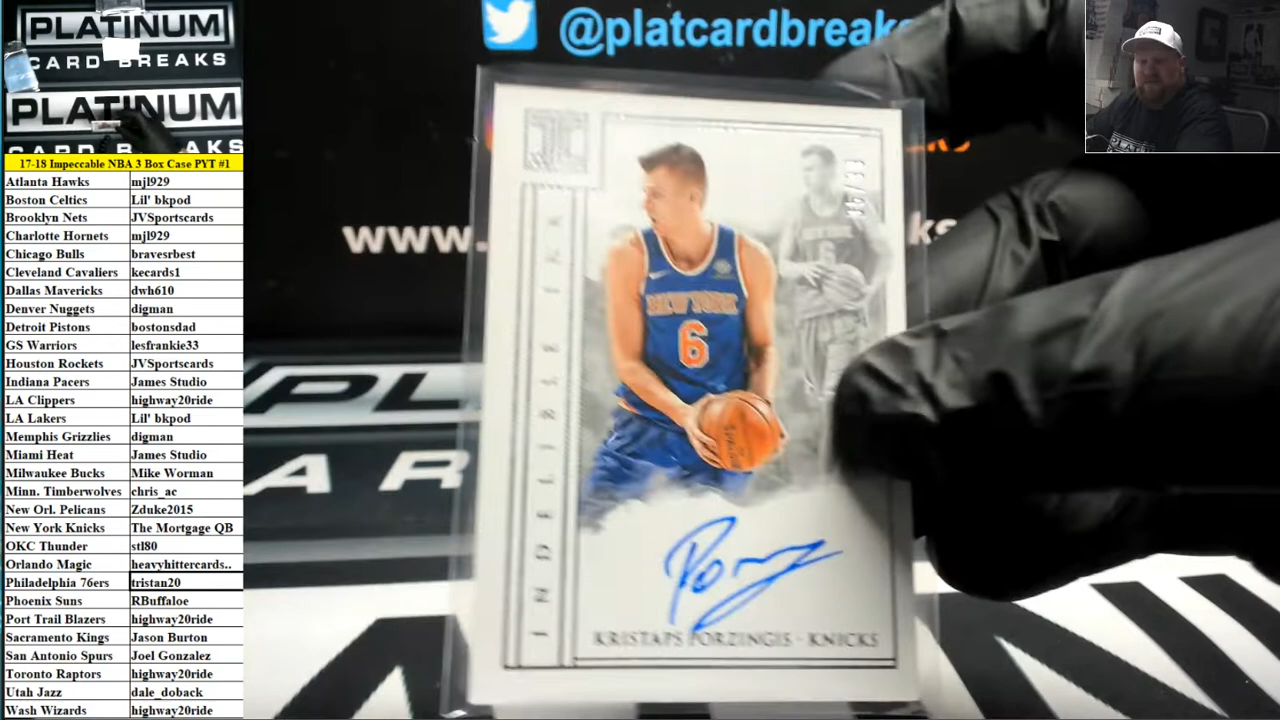 PLATINUM
CARD BREAKS
PLATINUM
CARD BREAKS
17-18 Impeccable NBA 3 Box Case PYT #1
Atlanta Hawks mjl929
Boston Celtics Lil' bkpod
Brooklyn Nets JVSportscards
Charlotte Hornets mjl929
Chicago Bulls bravesrbest
Cleveland Cavaliers kecards1
Dallas Mavericks dwh610
Denver Nuggets digman
Detroit Pistons bostonsdad
GS Warriors lesfrankie33
Houston Rockets JVSportscards
Indiana Pacers James Studio
LA Clippers highway20ride
LA Lakers Lil' bkpod
Memphis Grizzlies digman
Miami Heat James Studio
Milwaukee Bucks Mike Worman
Minn. Timberwolves chris_ac
New Orl. Pelicans Zduke2015
New York Knicks The Mortgage QB
OKC Thunder stl80
Orlando Magic heavyhittercards..
Philadelphia 76ers tristan20
Phoenix Suns RBuffaloe
Port Trail Blazers highway20ride
Sacramento Kings Jason Burton
San Antonio Spurs Joel Gonzalez
Toronto Raptors highway20ride
Utah Jazz dale_doback
Wash Wizards highway20ride
@platcardbreaks
www.
INDELIBLE INK
NEW YORK
6
SPALDING
KRISTAPS PORZINGIS - KNICKS